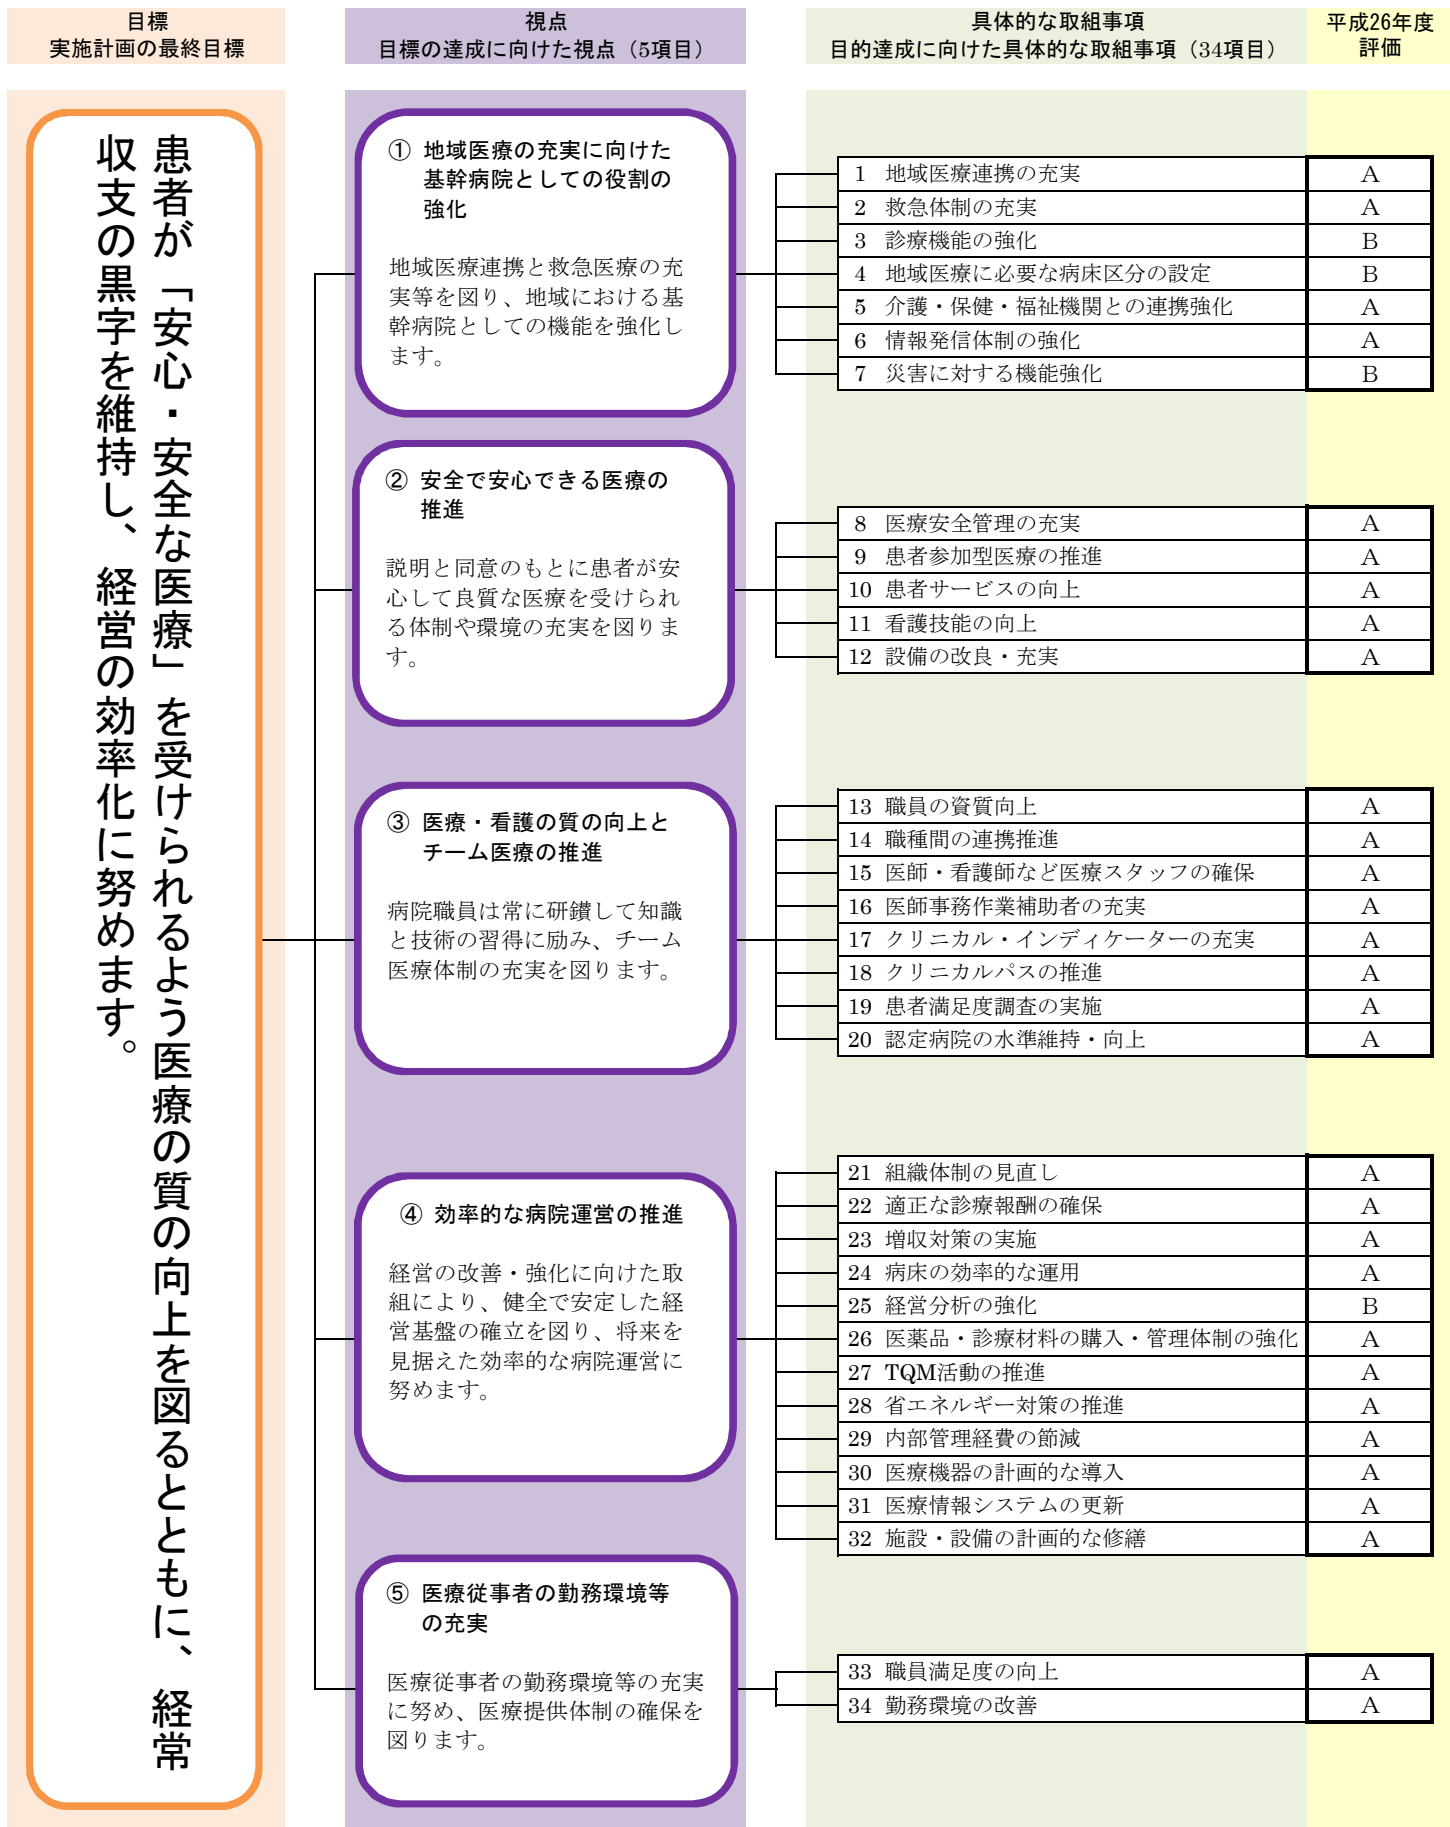 目標
実施計画の最終目標
視点
目標の達成に向けた視点（5項目）
具体的な取組事項
目的達成に向けた具体的な取組事項（34項目）
平成26年度
評価
患者が「安心・安全な医療」を受けられるよう医療の質の向上を図るとともに、経常
収支の黒字を維持し、経営の効率化に努めます。
① 地域医療の充実に向けた
基幹病院としての役割の
強化
地域医療連携と救急医療の充
実等を図り、地域における基
幹病院としての機能を強化し
ます。
1 地域医療連携の充実 A
2 救急体制の充実 A
3 診療機能の強化 B
4 地域医療に必要な病床区分の設定 B
5 介護・保健・福祉機関との連携強化 A
6 情報発信体制の強化 A
7 災害に対する機能強化 B
② 安全で安心できる医療の
推進
説明と同意のもとに患者が安
心して良質な医療を受けられ
る体制や環境の充実を図りま
す。
8 医療安全管理の充実 A
9 患者参加型医療の推進 A
10 患者サービスの向上 A
11 看護技能の向上 A
12 設備の改良・充実 A
③ 医療・看護の質の向上と
チーム医療の推進
病院職員は常に研鑽して知識
と技術の習得に励み、チーム
医療体制の充実を図ります。
13 職員の資質向上 A
14 職種間の連携推進 A
15 医師・看護師など医療スタッフの確保 A
16 医師事務作業補助者の充実 A
17 クリニカル・インディケーターの充実 A
18 クリニカルパスの推進 A
19 患者満足度調査の実施 A
20 認定病院の水準維持・向上 A
④ 効率的な病院運営の推進
経営の改善・強化に向けた取
組により、健全で安定した経
営基盤の確立を図り、将来を
見据えた効率的な病院運営に
努めます。
21 組織体制の見直し A
22 適正な診療報酬の確保 A
23 増収対策の実施 A
24 病床の効率的な運用 A
25 経営分析の強化 B
26 医薬品・診療材料の購入・管理体制の強化 A
27 TQM活動の推進 A
28 省エネルギー対策の推進 A
29 内部管理経費の節減 A
30 医療機器の計画的な導入 A
31 医療情報システムの更新 A
32 施設・設備の計画的な修繕 A
⑤ 医療従事者の勤務環境等
の充実
医療従事者の勤務環境等の充実
に努め、医療提供体制の確保を
図ります。
33 職員満足度の向上 A
34 勤務環境の改善 A